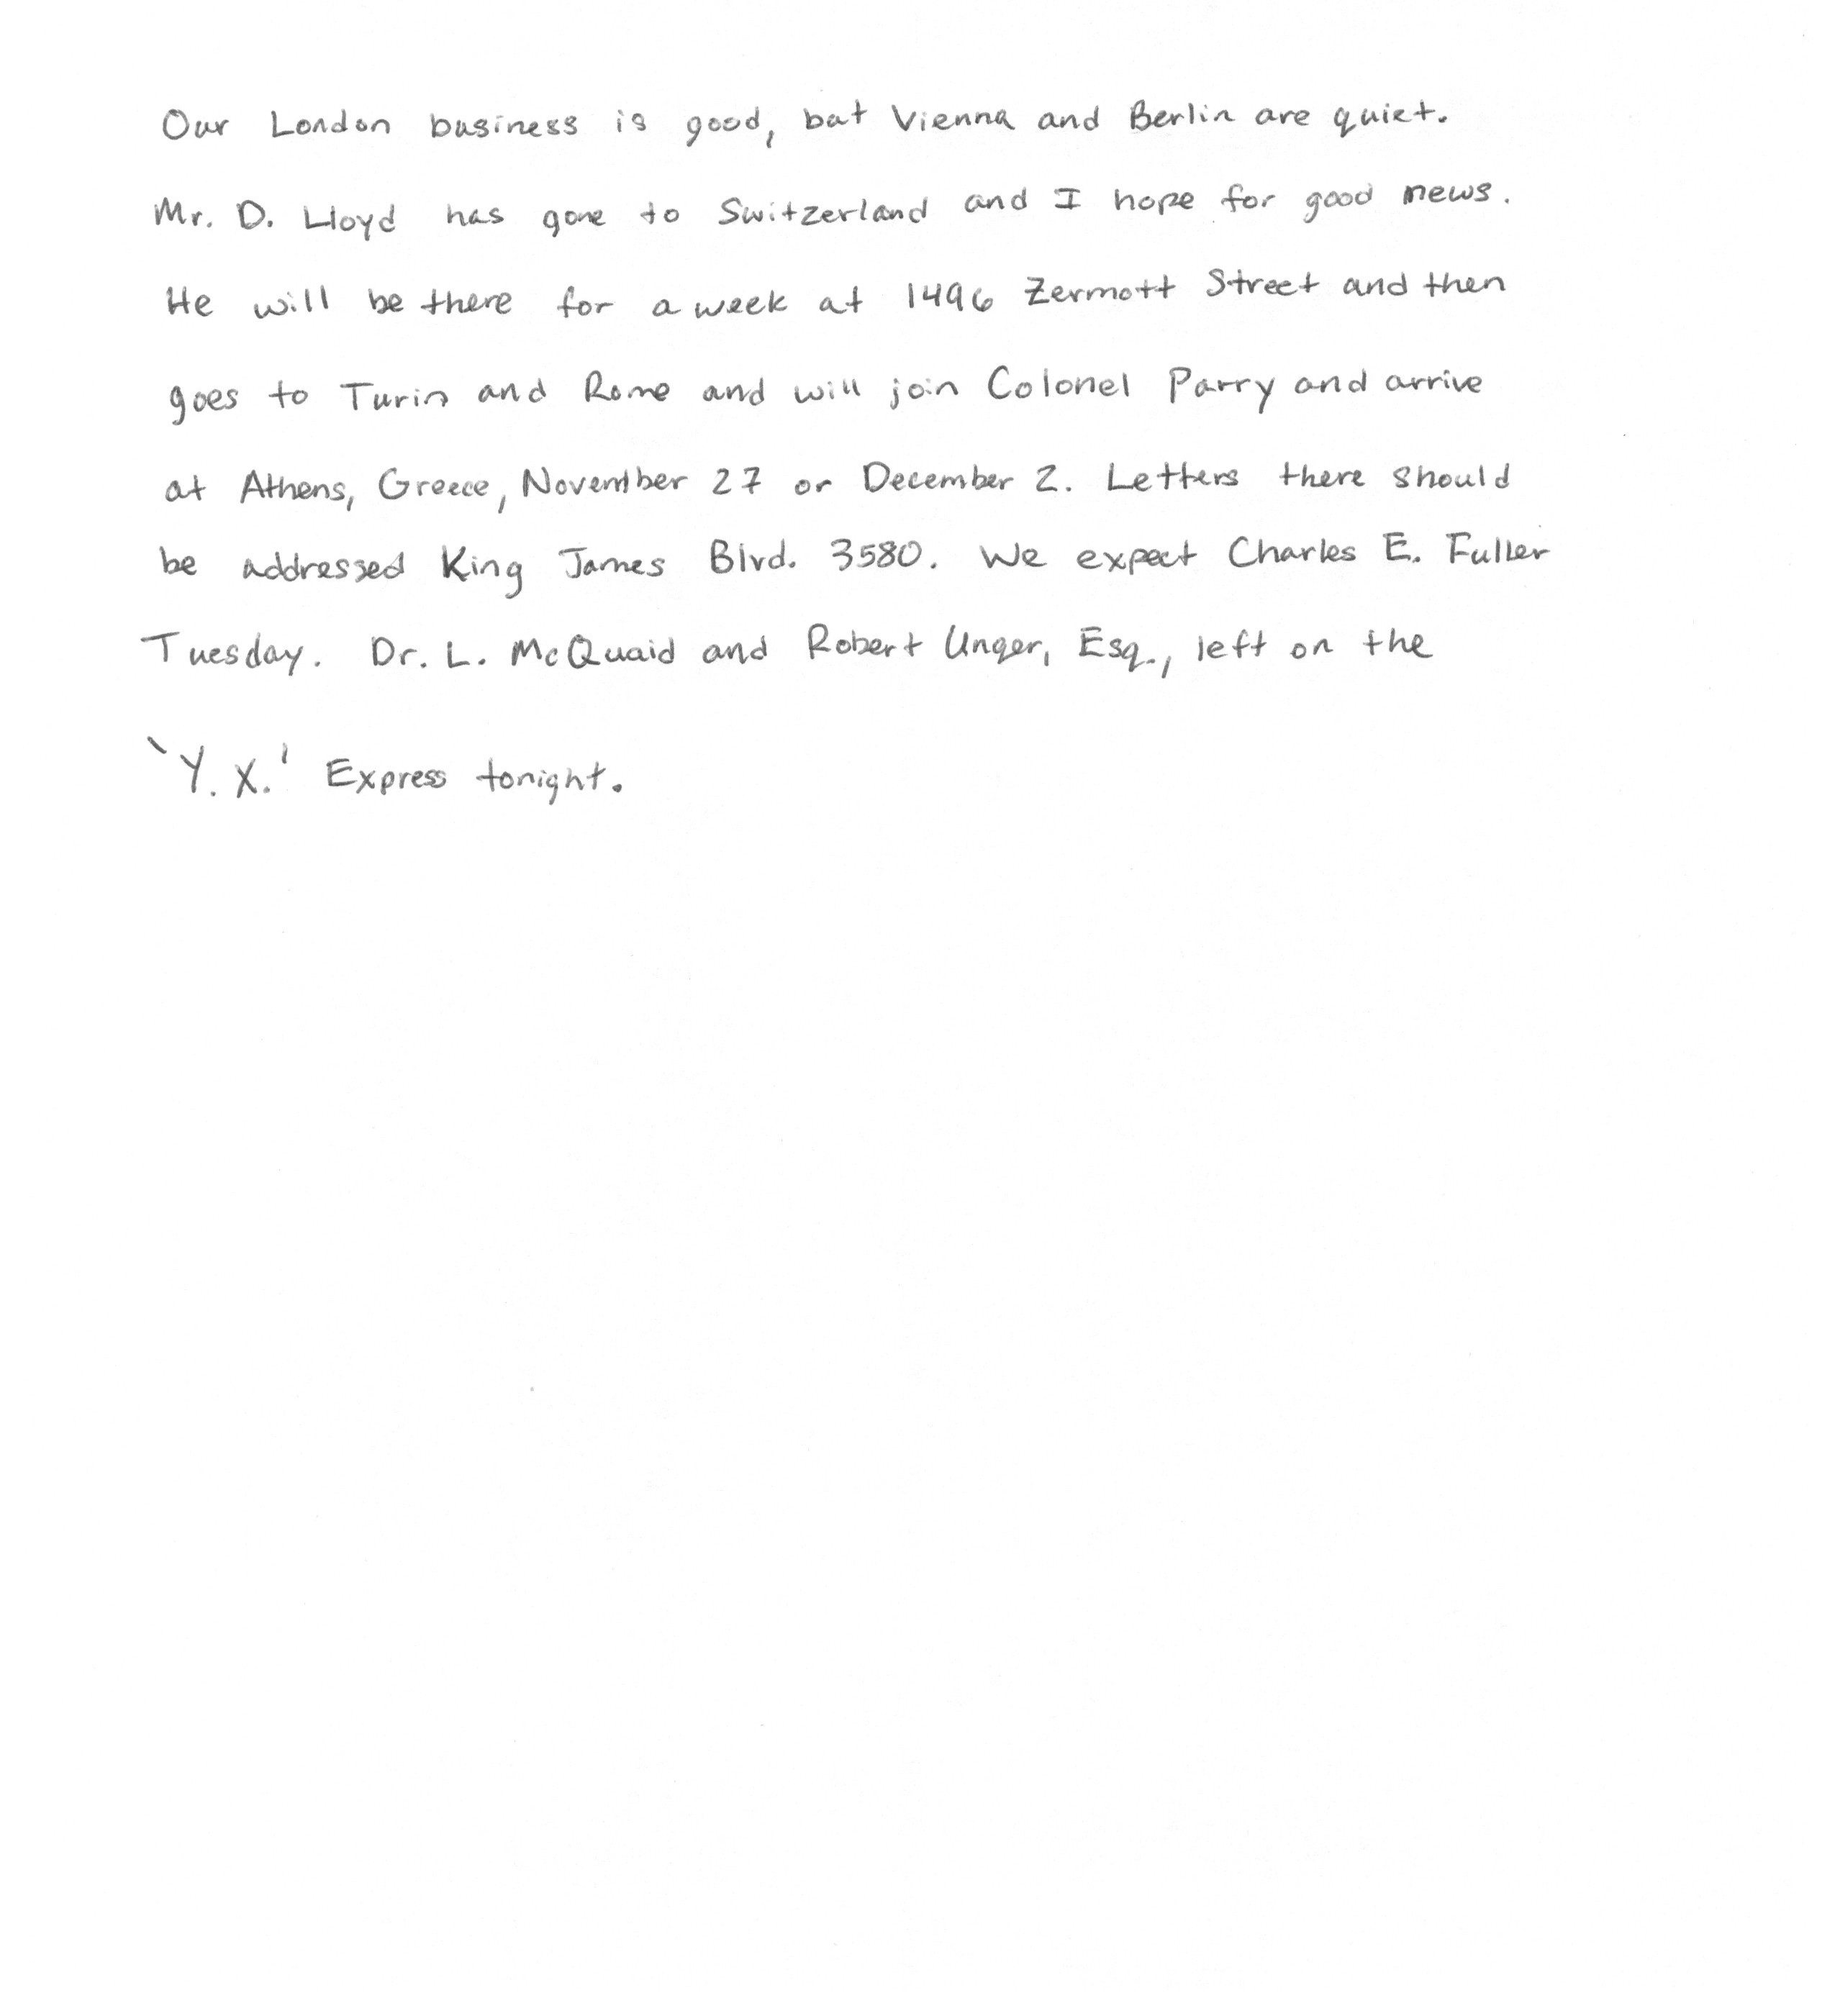 Our London business is good, but Vienna and Berlin are quiet.
Mr. D. Lloyd has gone to Switzerland and I hope for good news.
He will be there for a week at 1496 Zermott Street and then
goes to Turin and Rome and will join Colonel Parry and arrive
at Athens, Greece, November 27 or December 2. Letters there should
be addressed King James Blvd. 3580. We expect Charles E. Fuller
Tuesday. Dr. L. McQuaid and Robert Unger, Esq., left on the
'Y. X.' Express tonight.